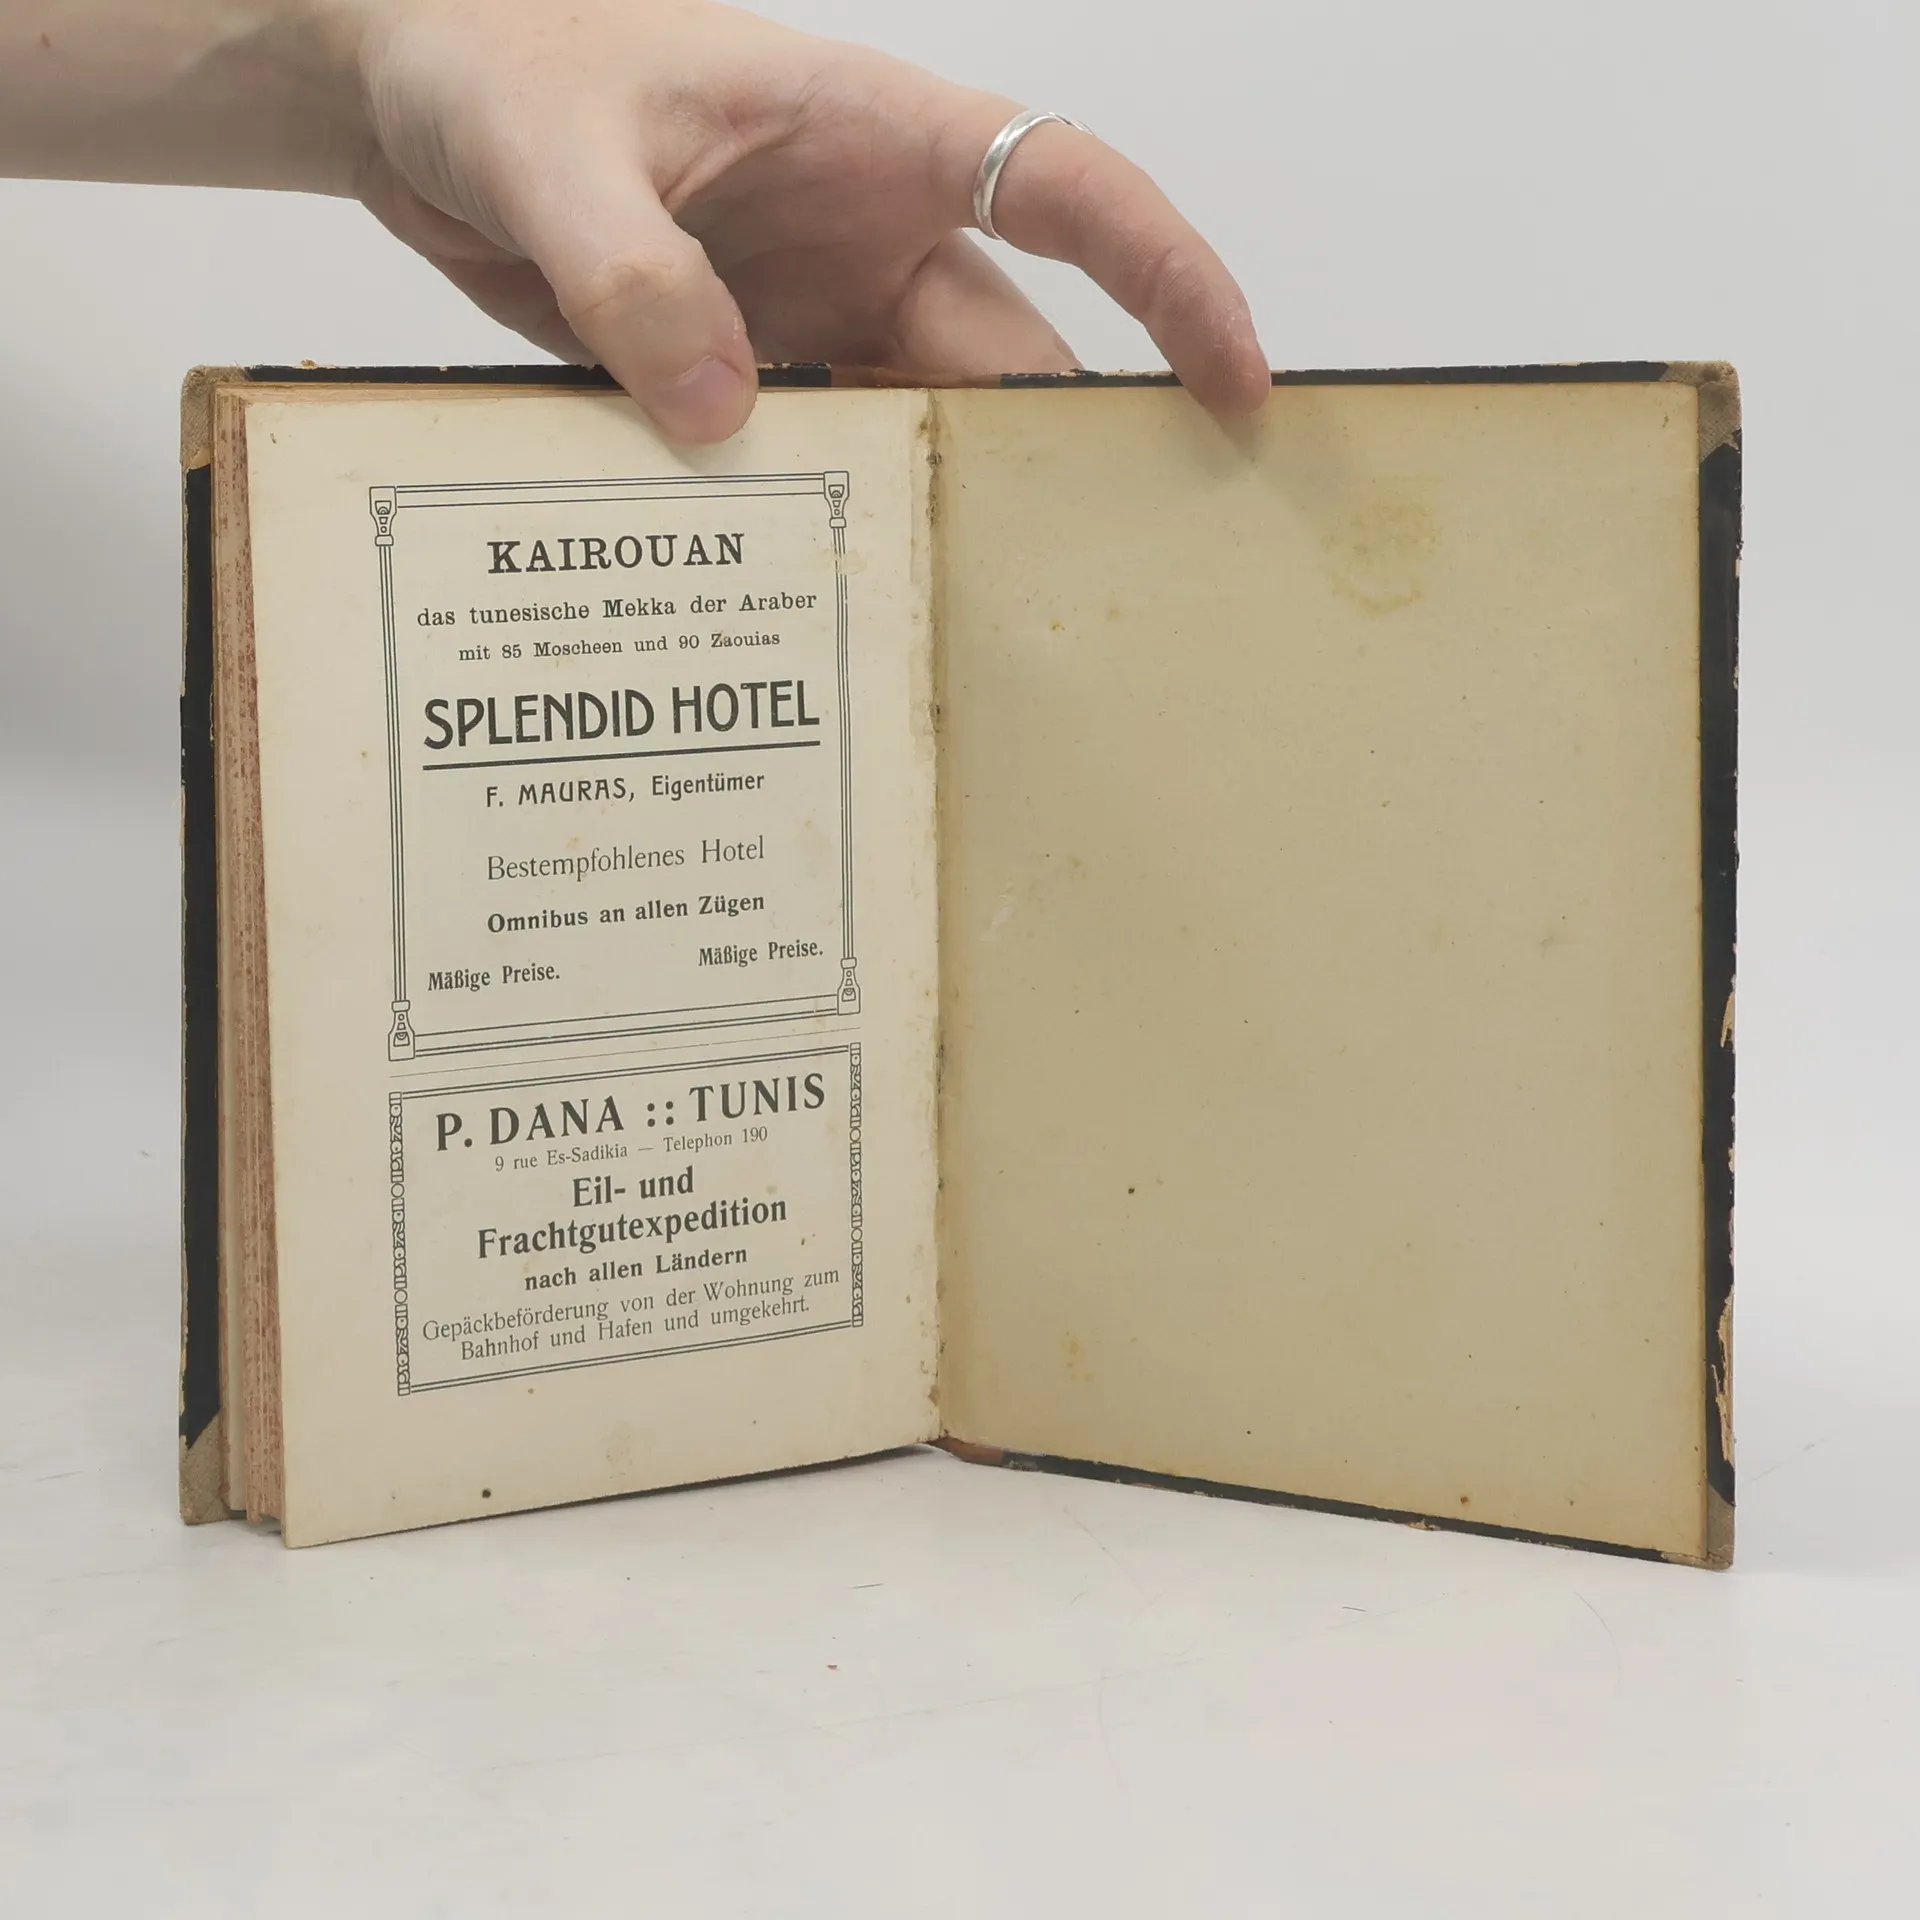 KAIROUAN
das tunesische Mekka der Araber
mit 85 Moscheen und 90 Zaouias
SPLENDID HOTEL
F. MAURAS, Eigentümer
Bestempfohlenes Hotel
Omnibus an allen Zügen
Mäßige Preise. Mäßige Preise.
P. DANA :: TUNIS
9 rue Es-Sadikia — Telephon 190
Eil- und
Frachtgutexpedition
nach allen Ländern
Gepäckbeförderung von der Wohnung zum
Bahnhof und Hafen und umgekehrt.